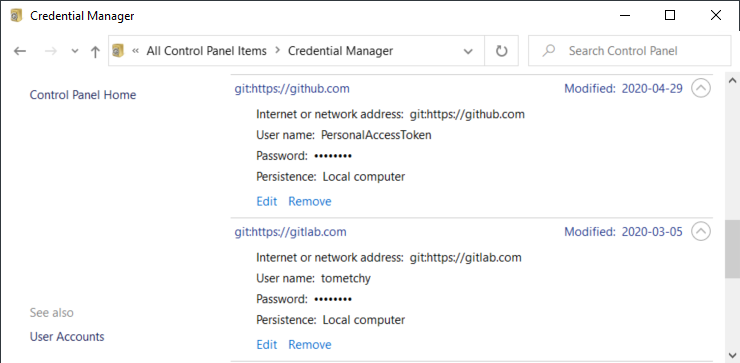 Credential Manager
« All Control Panel Items > Credential Manager
Search Control Panel
Control Panel Home
git:https://github.com Modified: 2020-04-29
Internet or network address: git:https://github.com
User name: PersonalAccessToken
Password: ••••••••
Persistence: Local computer
Edit Remove
git:https://gitlab.com Modified: 2020-03-05
Internet or network address: git:https://gitlab.com
User name: tometchy
Password: ••••••••
Persistence: Local computer
Edit Remove
See also
User Accounts